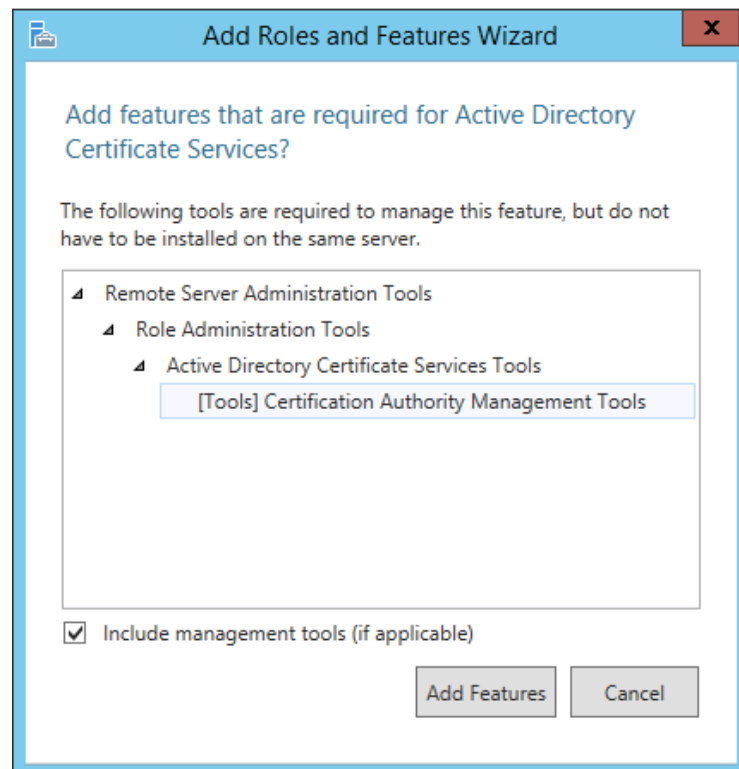 Add Roles and Features Wizard
x
Add features that are required for Active Directory
Certificate Services?
The following tools are required to manage this feature, but do not
have to be installed on the same server.
Remote Server Administration Tools
Role Administration Tools
Active Directory Certificate Services Tools
[Tools] Certification Authority Management Tools
Include management tools (if applicable)
Add Features
Cancel